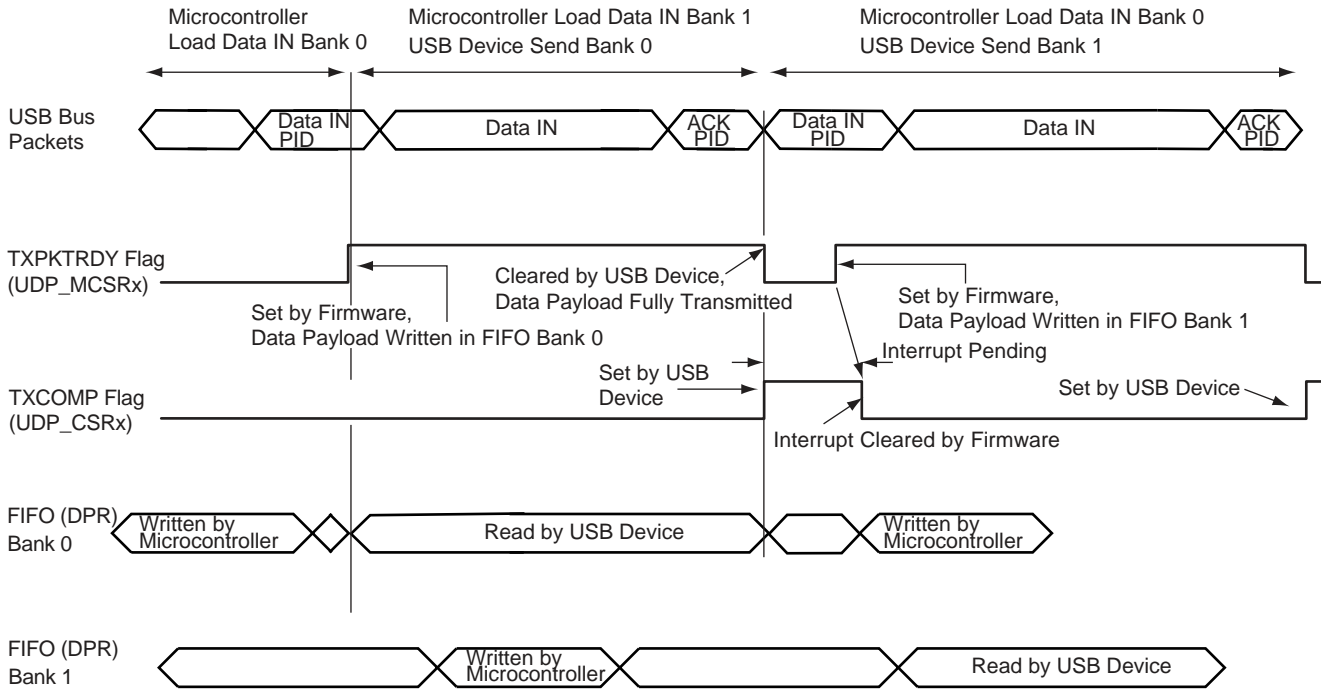 Microcontroller
Load Data IN Bank 0
Microcontroller Load Data IN Bank 1
USB Device Send Bank 0
Microcontroller Load Data IN Bank 0
USB Device Send Bank 1
USB Bus
Packets
Data IN
PID
Data IN
ACK
PID
Data IN
PID
Data IN
ACK
PID
TXPKTRDY Flag
(UDP_MCSRx)
Set by Firmware,
Data Payload Written in FIFO Bank 0
Cleared by USB Device,
Data Payload Fully Transmitted
Set by Firmware,
Data Payload Written in FIFO Bank 1
Interrupt Pending
Set by USB
Device
TXCOMP Flag
(UDP_CSRx)
Set by USB Device
Interrupt Cleared by Firmware
FIFO (DPR)
Bank 0
Written by
Microcontroller
Read by USB Device
Written by
Microcontroller
FIFO (DPR)
Bank 1
Written by
Microcontroller
Read by USB Device